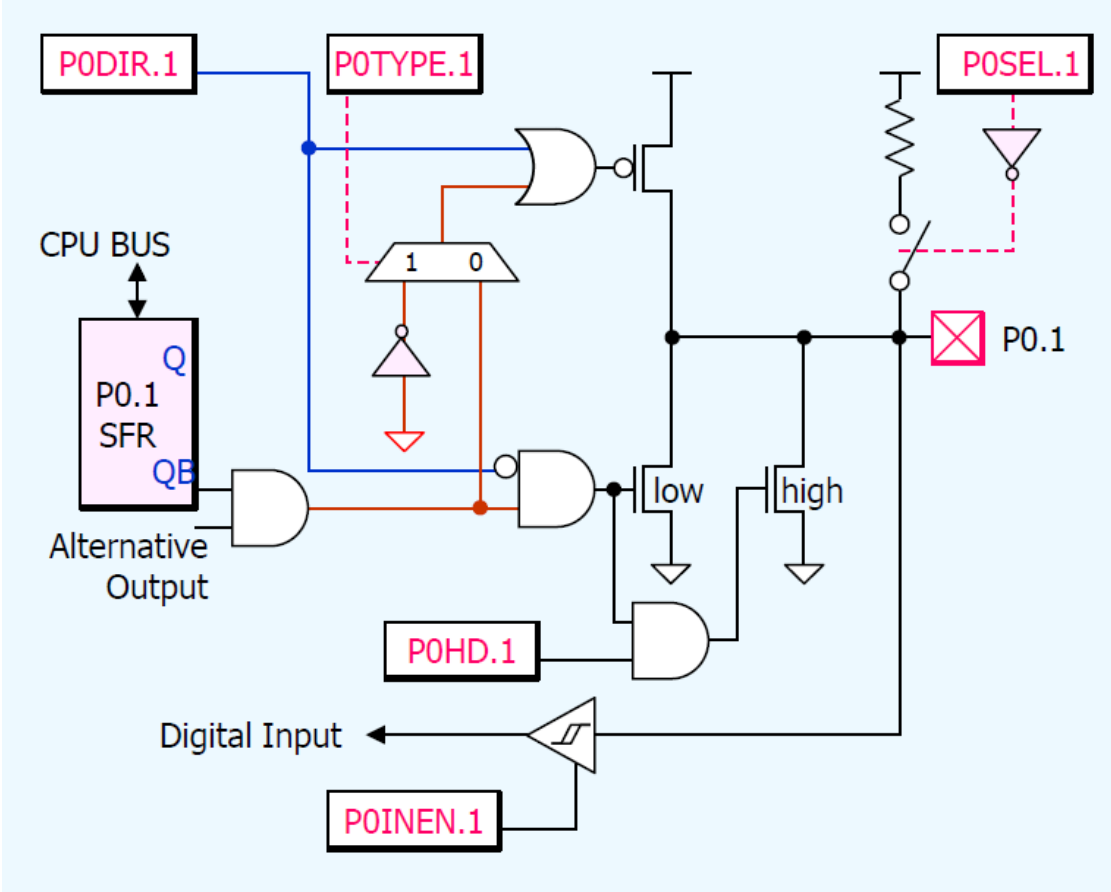 P0DIR.1
P0TYPE.1
P0SEL.1
CPU BUS
1 0
Q
P0.1
SFR
QB
P0.1
low
high
Alternative
Output
P0HD.1
Digital Input
P0INEN.1